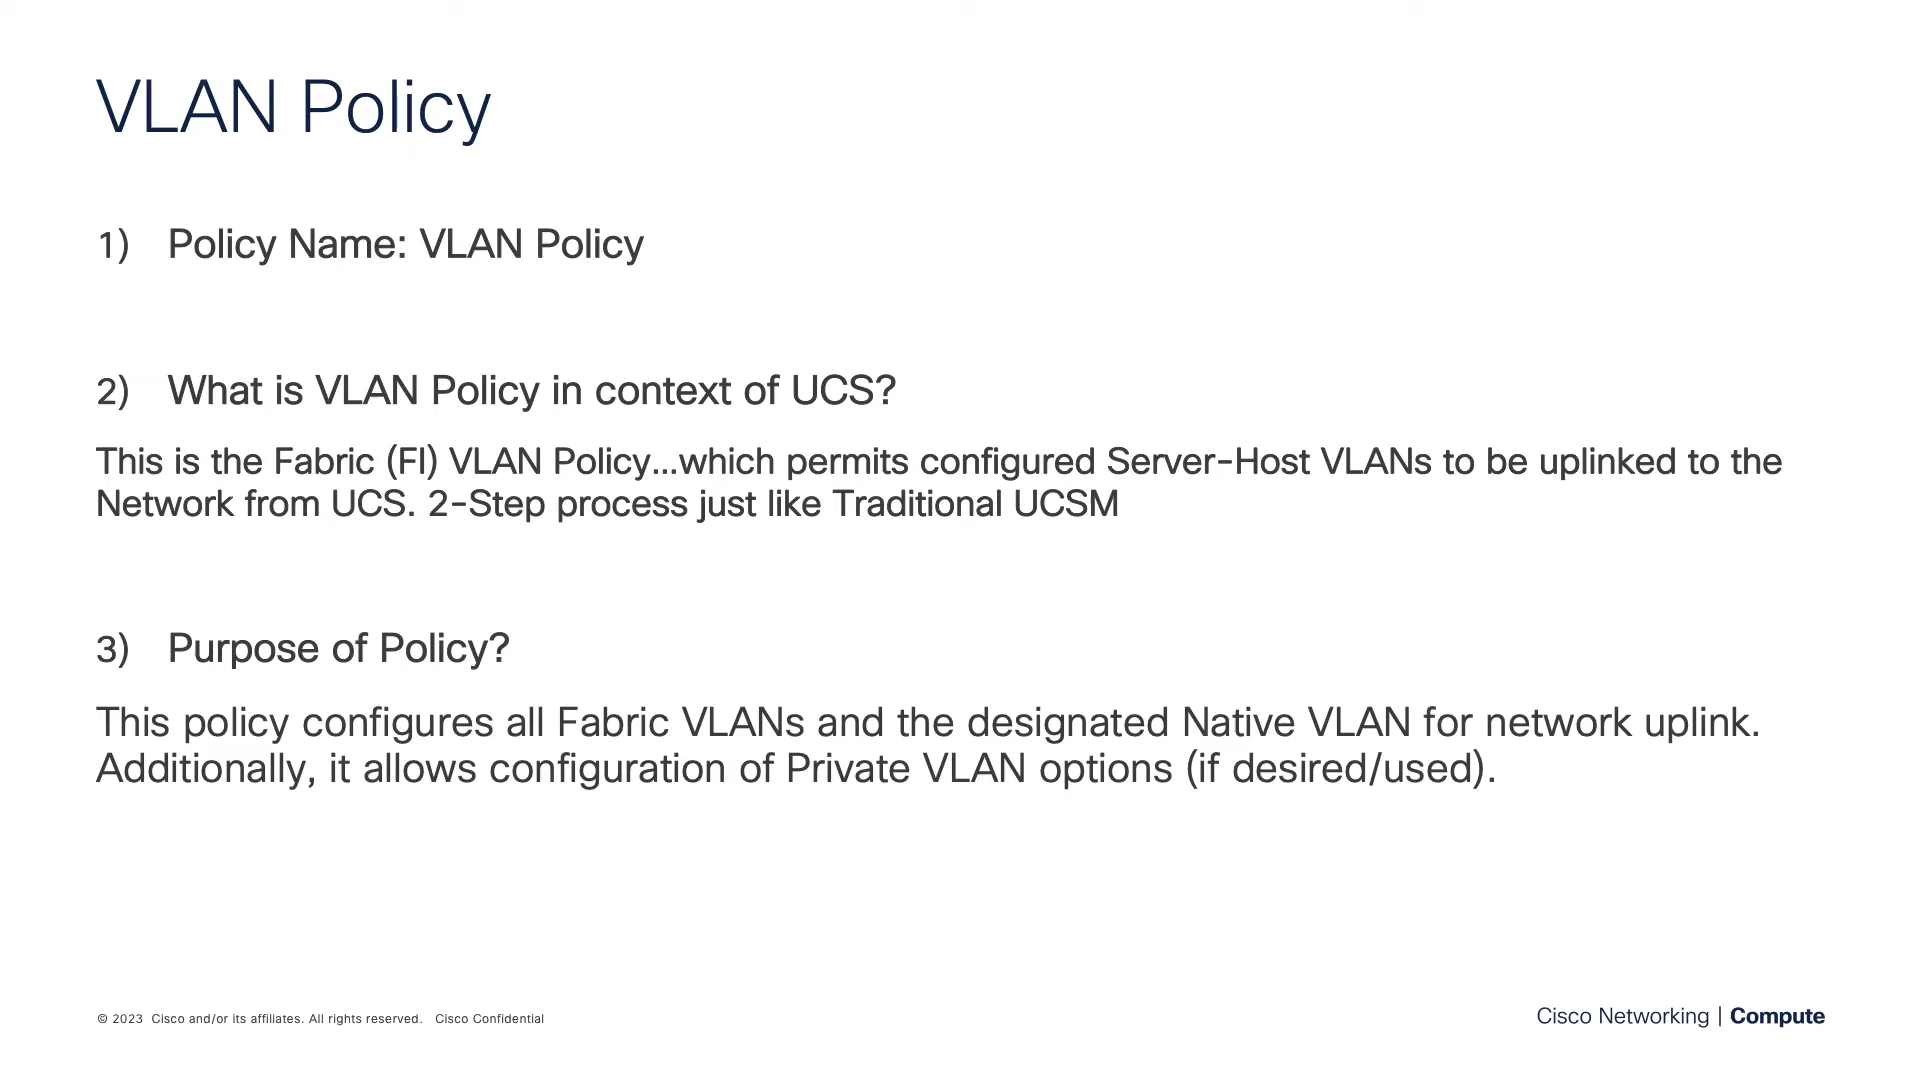 VLAN Policy
1) Policy Name: VLAN Policy
2) What is VLAN Policy in context of UCS?
This is the Fabric (FI) VLAN Policy...which permits configured Server-Host VLANs to be uplinked to the
Network from UCS. 2-Step process just like Traditional UCSM
3) Purpose of Policy?
This policy configures all Fabric VLANs and the designated Native VLAN for network uplink.
Additionally, it allows configuration of Private VLAN options (if desired/used).
© 2023 Cisco and/or its affiliates. All rights reserved. Cisco Confidential
Cisco Networking | Compute